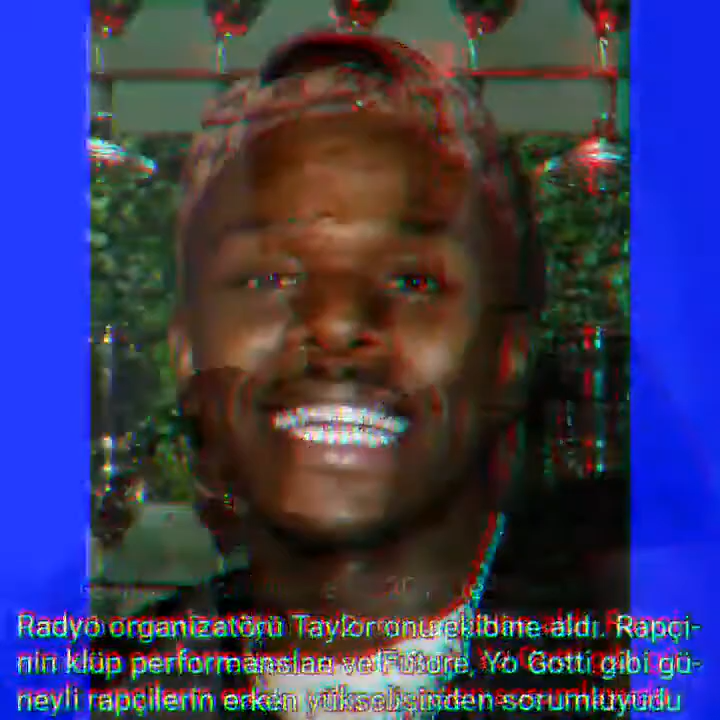 Radyo organizatörü Taylor onu ekibine aldı. Rapçi-
nin klüp performansları ve Future, Yo Gotti gibi gü-
neyli rapçilerin erken yükselişinden sorumluyudu